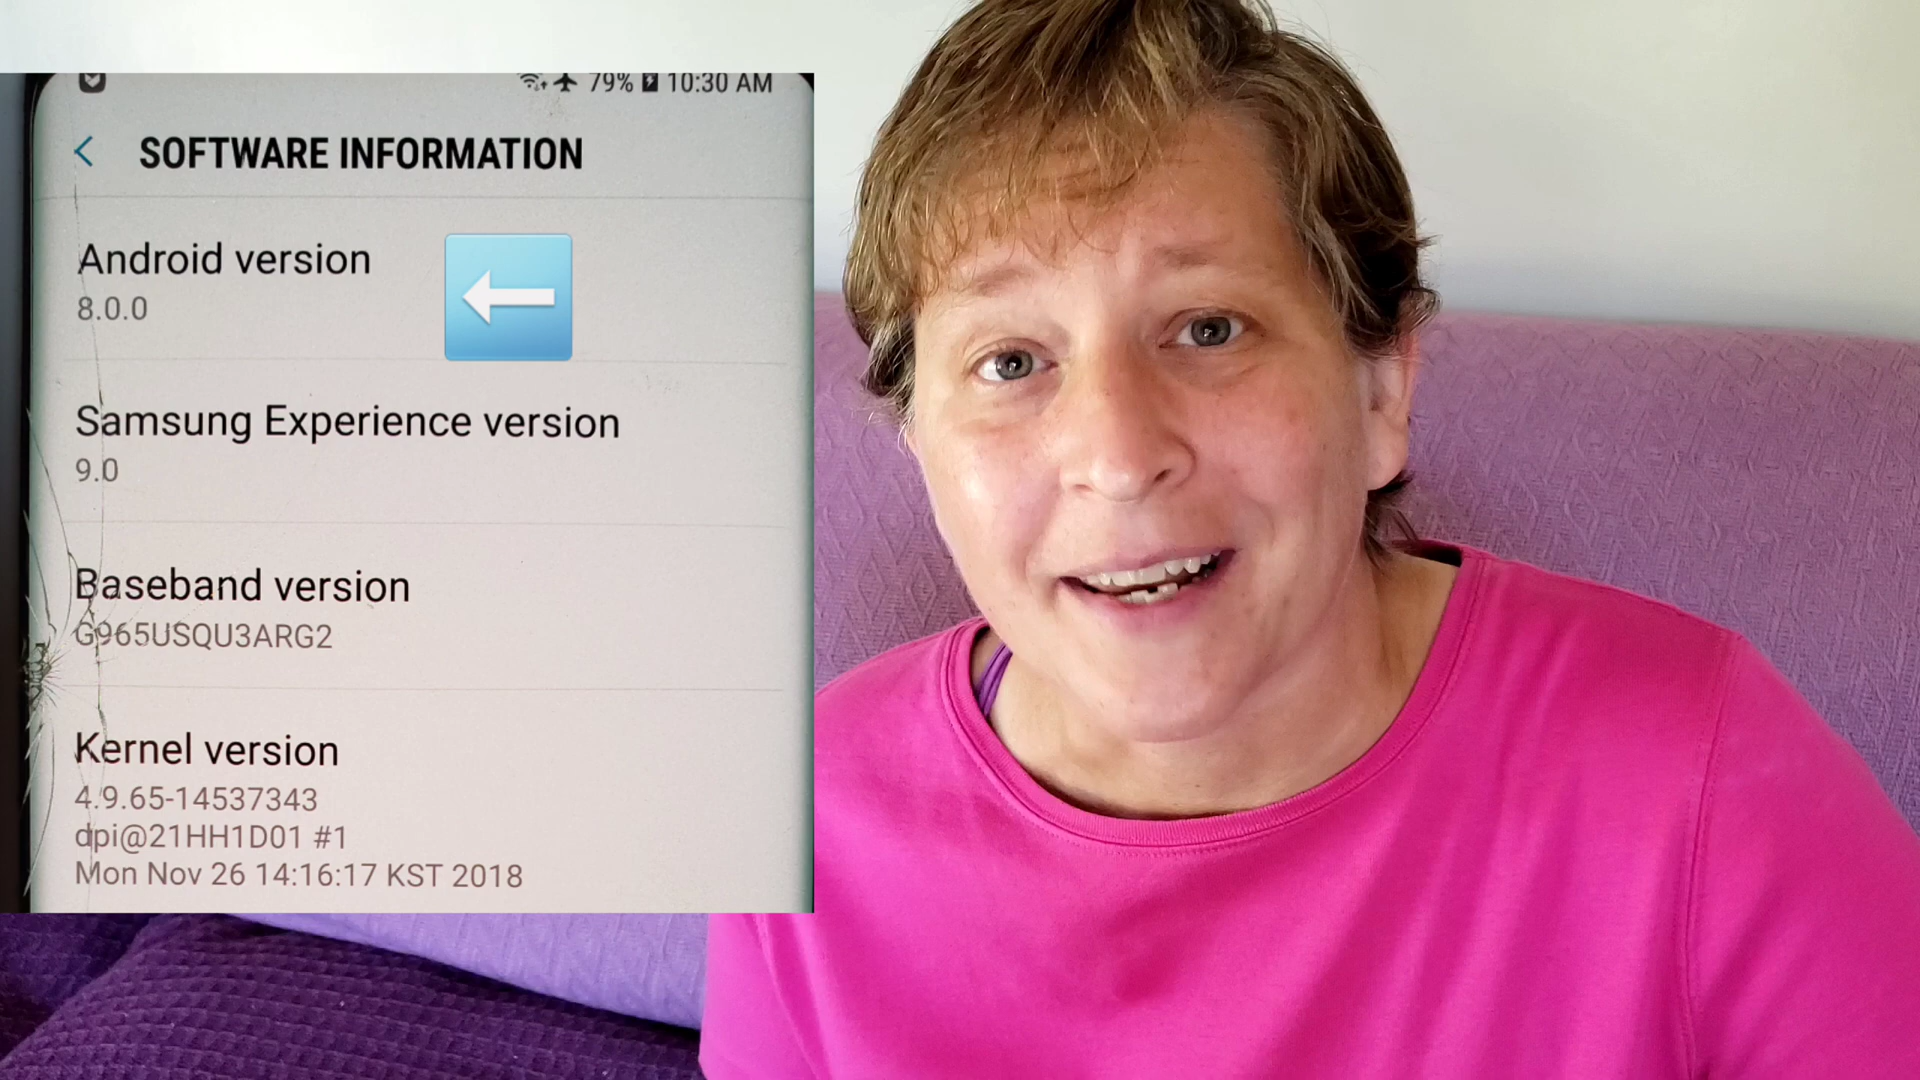 79% 10:30 AM
SOFTWARE INFORMATION
Android version
8.0.0
Samsung Experience version
9.0
Baseband version
G965USQU3ARG2
Kernel version
4.9.65-14537343
dpi@21HH1D01 #1
Mon Nov 26 14:16:17 KST 2018